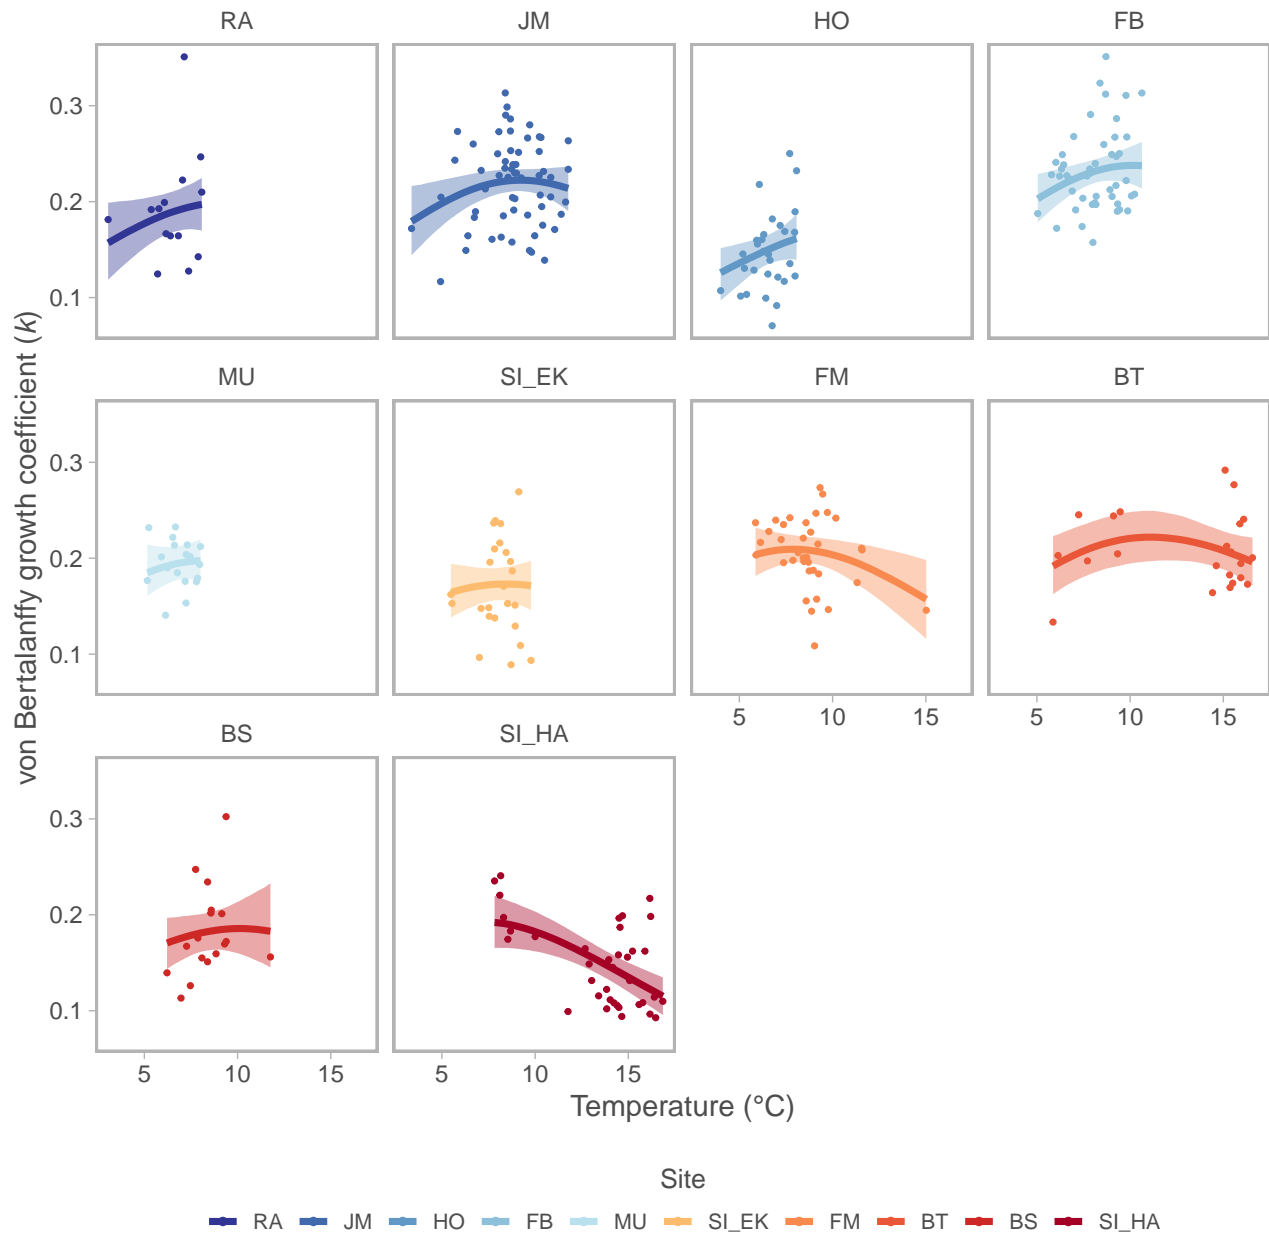 RA JM HO FB
0.3
0.2
0.1
MU SI_EK FM BT
0.3
0.2
0.1
5 10 15 5 10 15
BS SI_HA
0.3
0.2
0.1
5 10 15 5 10 15
von Bertalanffy growth coefficient (k)
Temperature (°C)
Site
RA JM HO FB MU SI_EK FM BT BS SI_HA